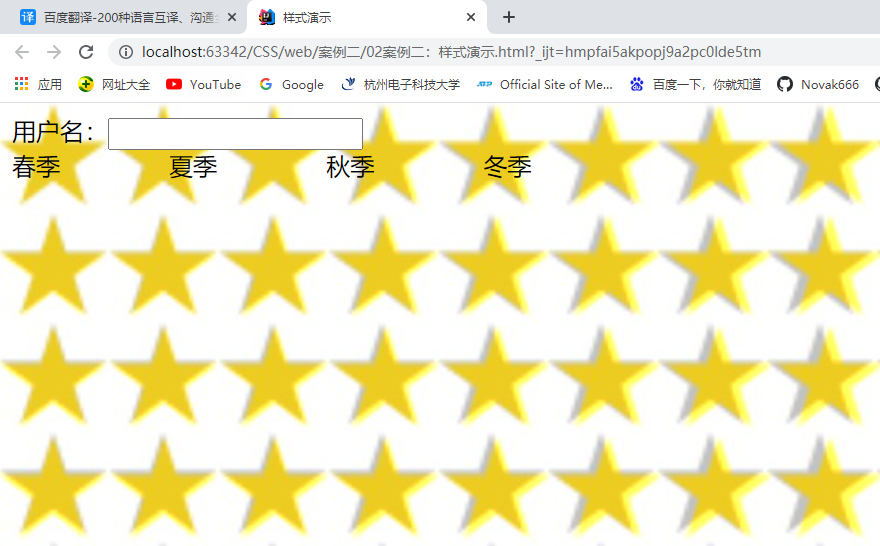 百度翻译-200种语言互译、沟通
样式演示
localhost:63342/CSS/web/案例二/02案例二：样式演示.html?_ijt=hmpfai5akpopj9a2pc0lde5tm
应用 网址大全 YouTube Google 杭州电子科技大学 Official Site of Me... 百度一下，你就知道 Novak666
用户名：
春季 夏季 秋季 冬季